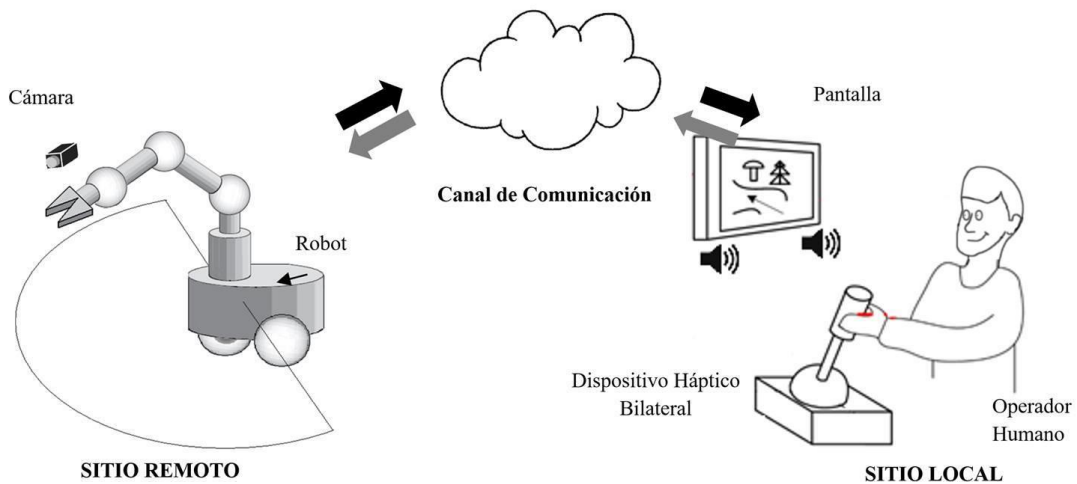 Cámara
Pantalla
Canal de Comunicación
Robot
Dispositivo Háptico
Bilateral
Operador
Humano
SITIO REMOTO
SITIO LOCAL